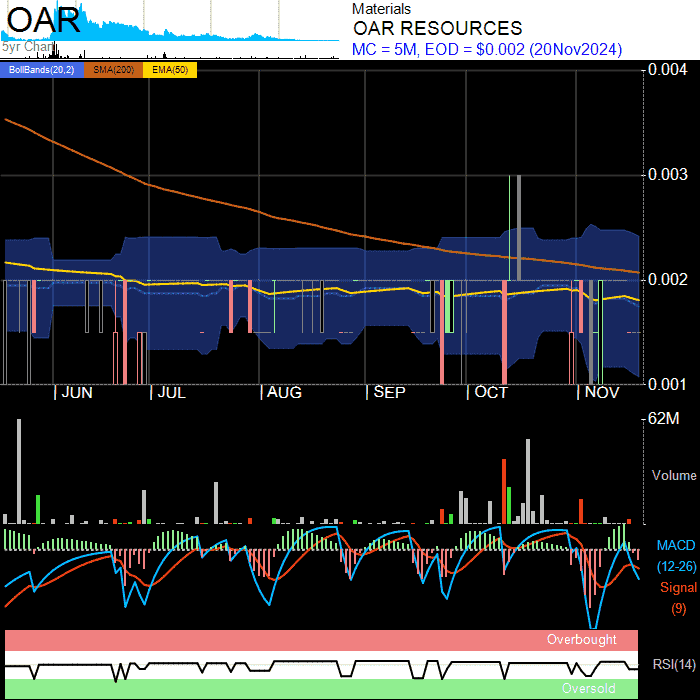 OAR
5yr Chart
Materials
OAR RESOURCES
MC = 5M, EOD = $0.002 (20Nov2024)
BollBands(20,2) SMA(200) EMA(50)
0.004
0.003
0.002
0.001
JUN JUL AUG SEP OCT NOV
62M
Volume
MACD
(12-26)
Signal
(9)
Overbought
RSI(14)
Oversold